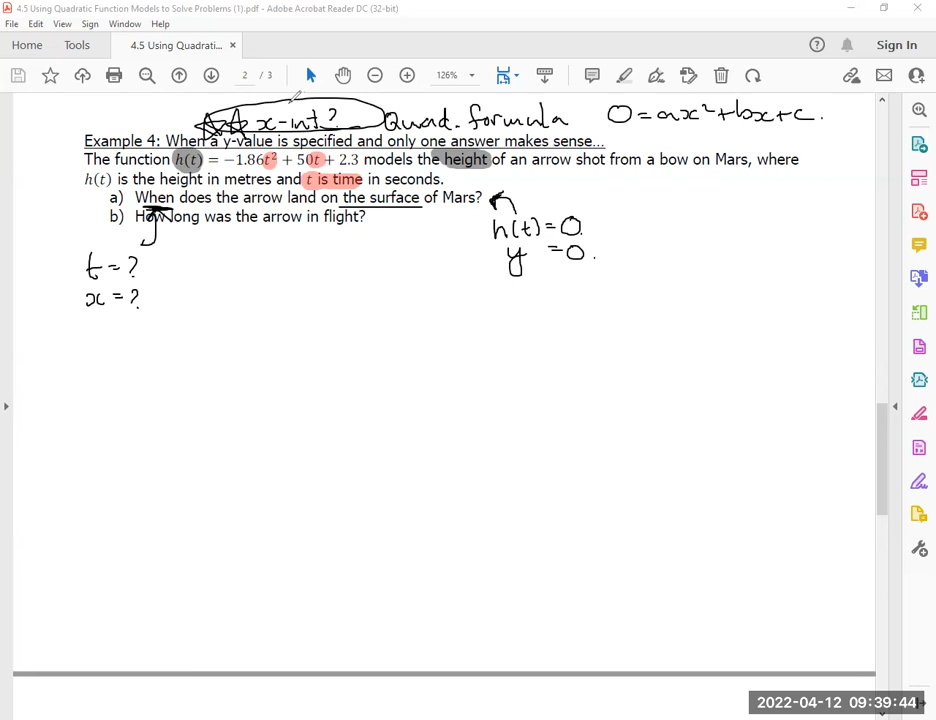 4.5 Using Quadratic Function Models to Solve Problems (1).pdf - Adobe Acrobat Reader DC (32-bit)
File Edit View Sign Window Help
Home Tools 4.5 Using Quadrati... × Sign In
2 / 3 126%
x-int? Quad. formula 0=ax²+bx+c.
Example 4: When a y-value is specified and only one answer makes sense...
The function h(t) = −1.86t² + 50t + 2.3 models the height of an arrow shot from a bow on Mars, where
h(t) is the height in metres and t is time in seconds.
a) When does the arrow land on the surface of Mars?
b) How long was the arrow in flight?
h(t)=0.
y =0.
t=?
x=?
2022-04-12 09:39:44